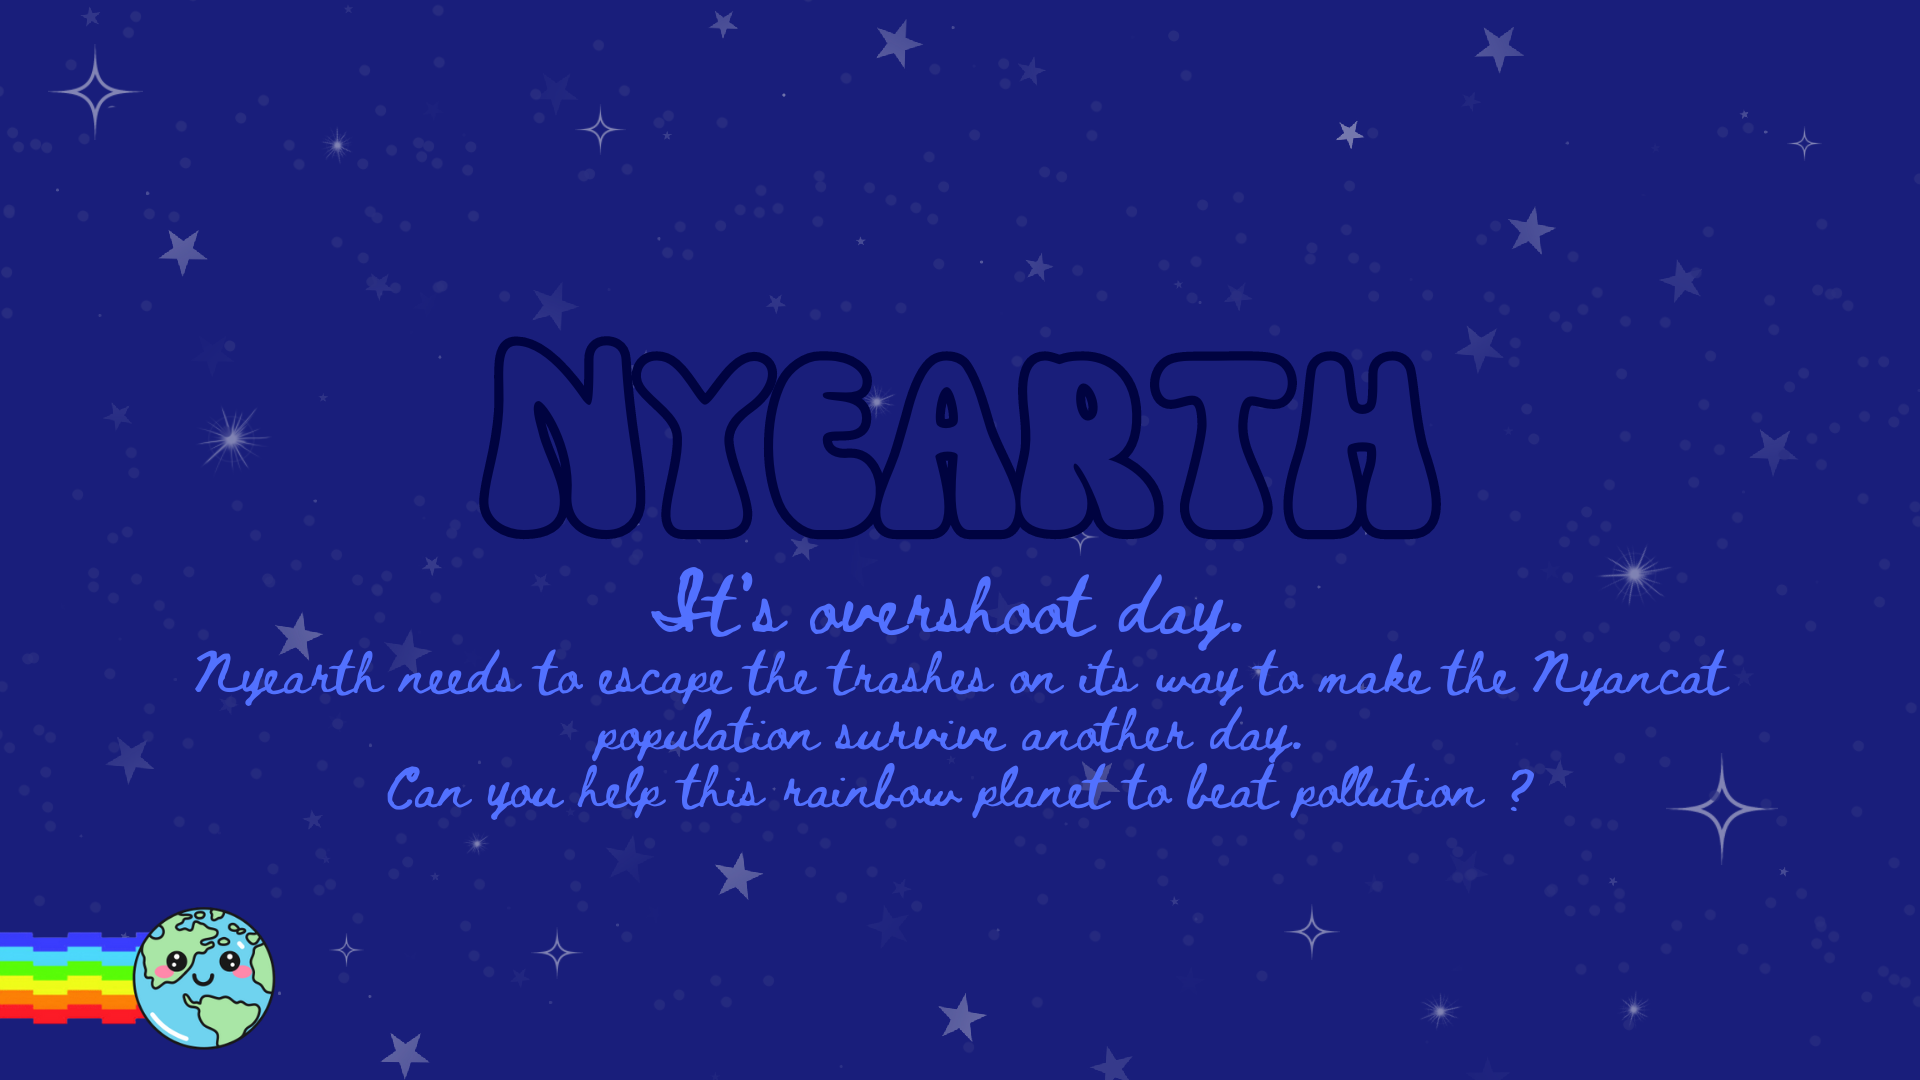 NYEARTH
It's overshoot day.
Nyearth needs to escape the trashes on its way to make the Nyancat
population survive another day.
Can you help this rainbow planet to beat pollution ?